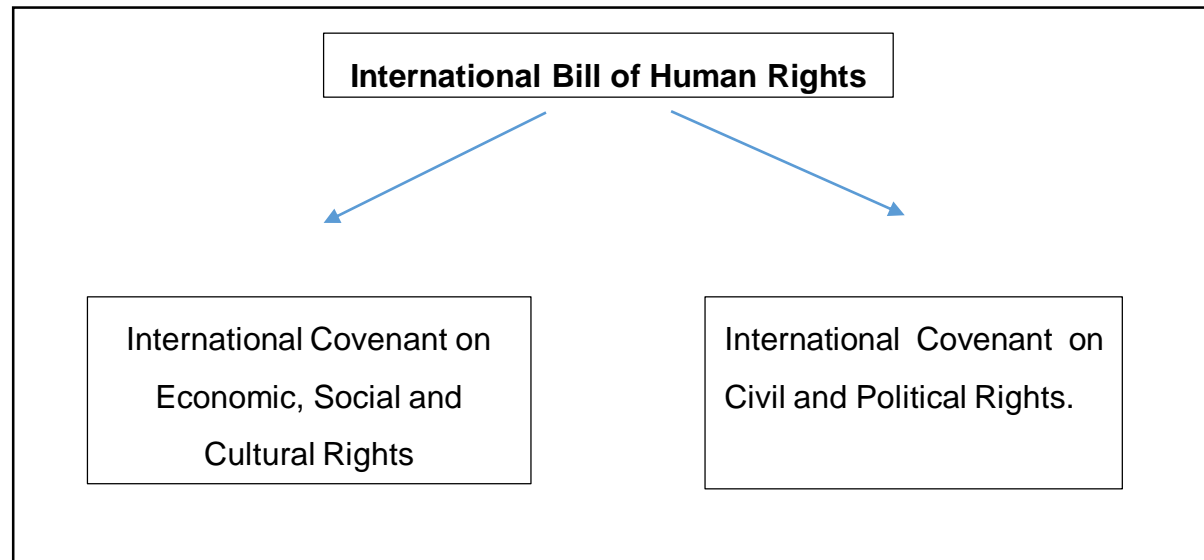 International Bill of Human Rights
International Covenant on
Economic, Social and
Cultural Rights
International Covenant on
Civil and Political Rights.